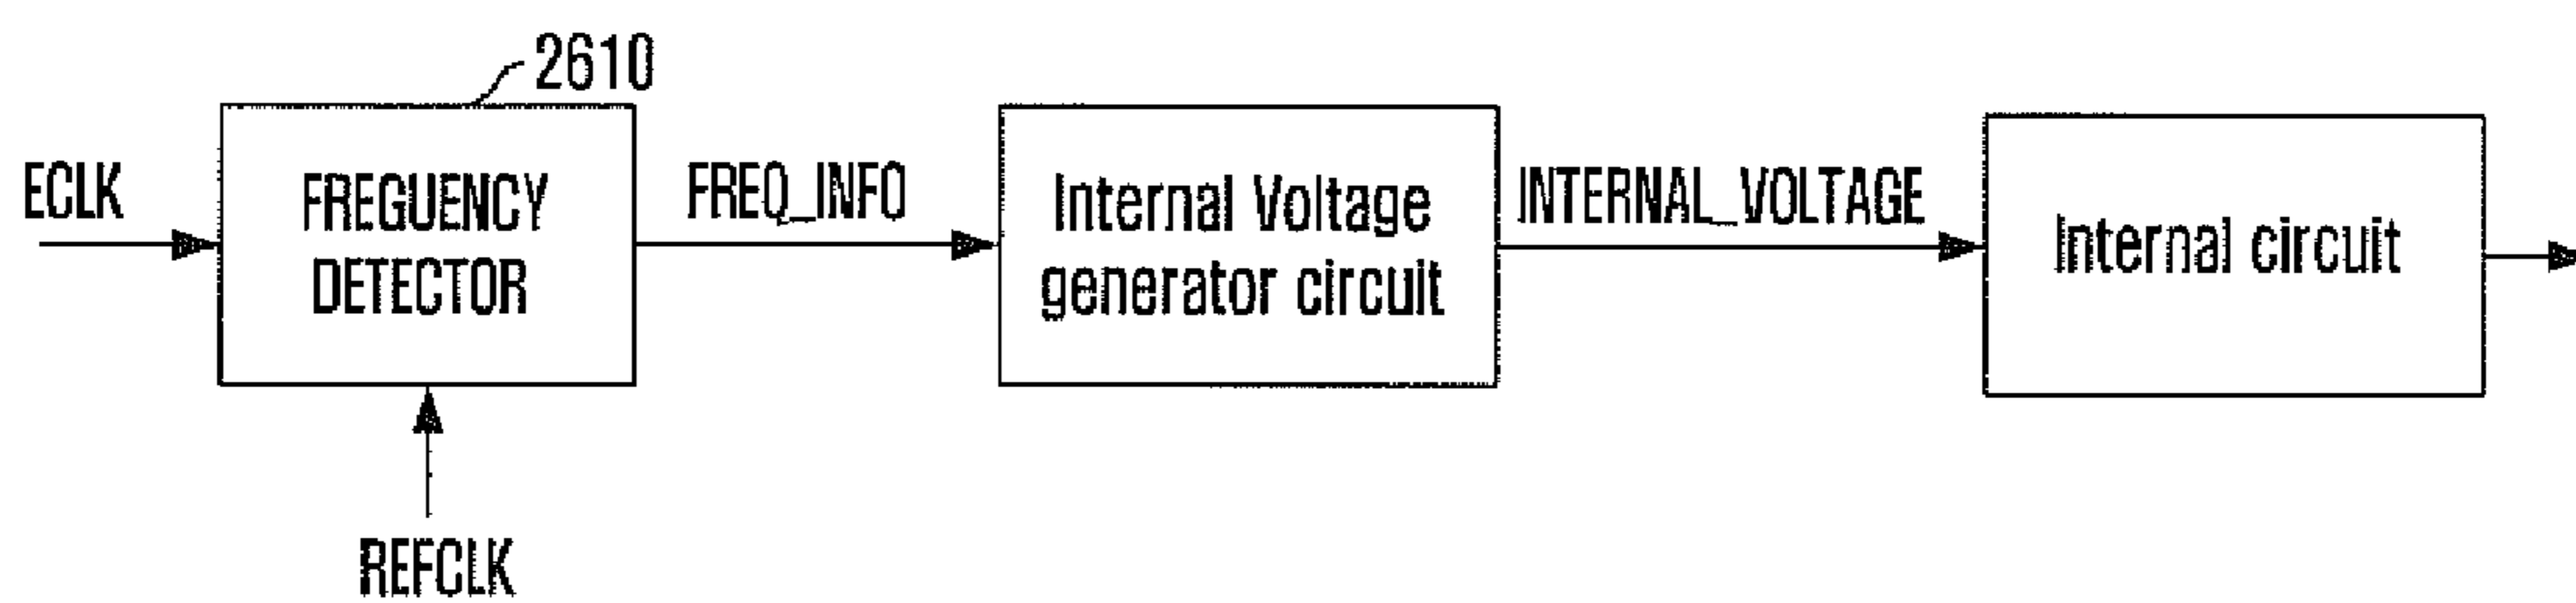 2610
ECLK
FREGUENCY
DETECTOR
FREQ_INFO
Internal Voltage
generator circuit
INTERNAL_VOLTAGE
Internal circuit
REFCLK